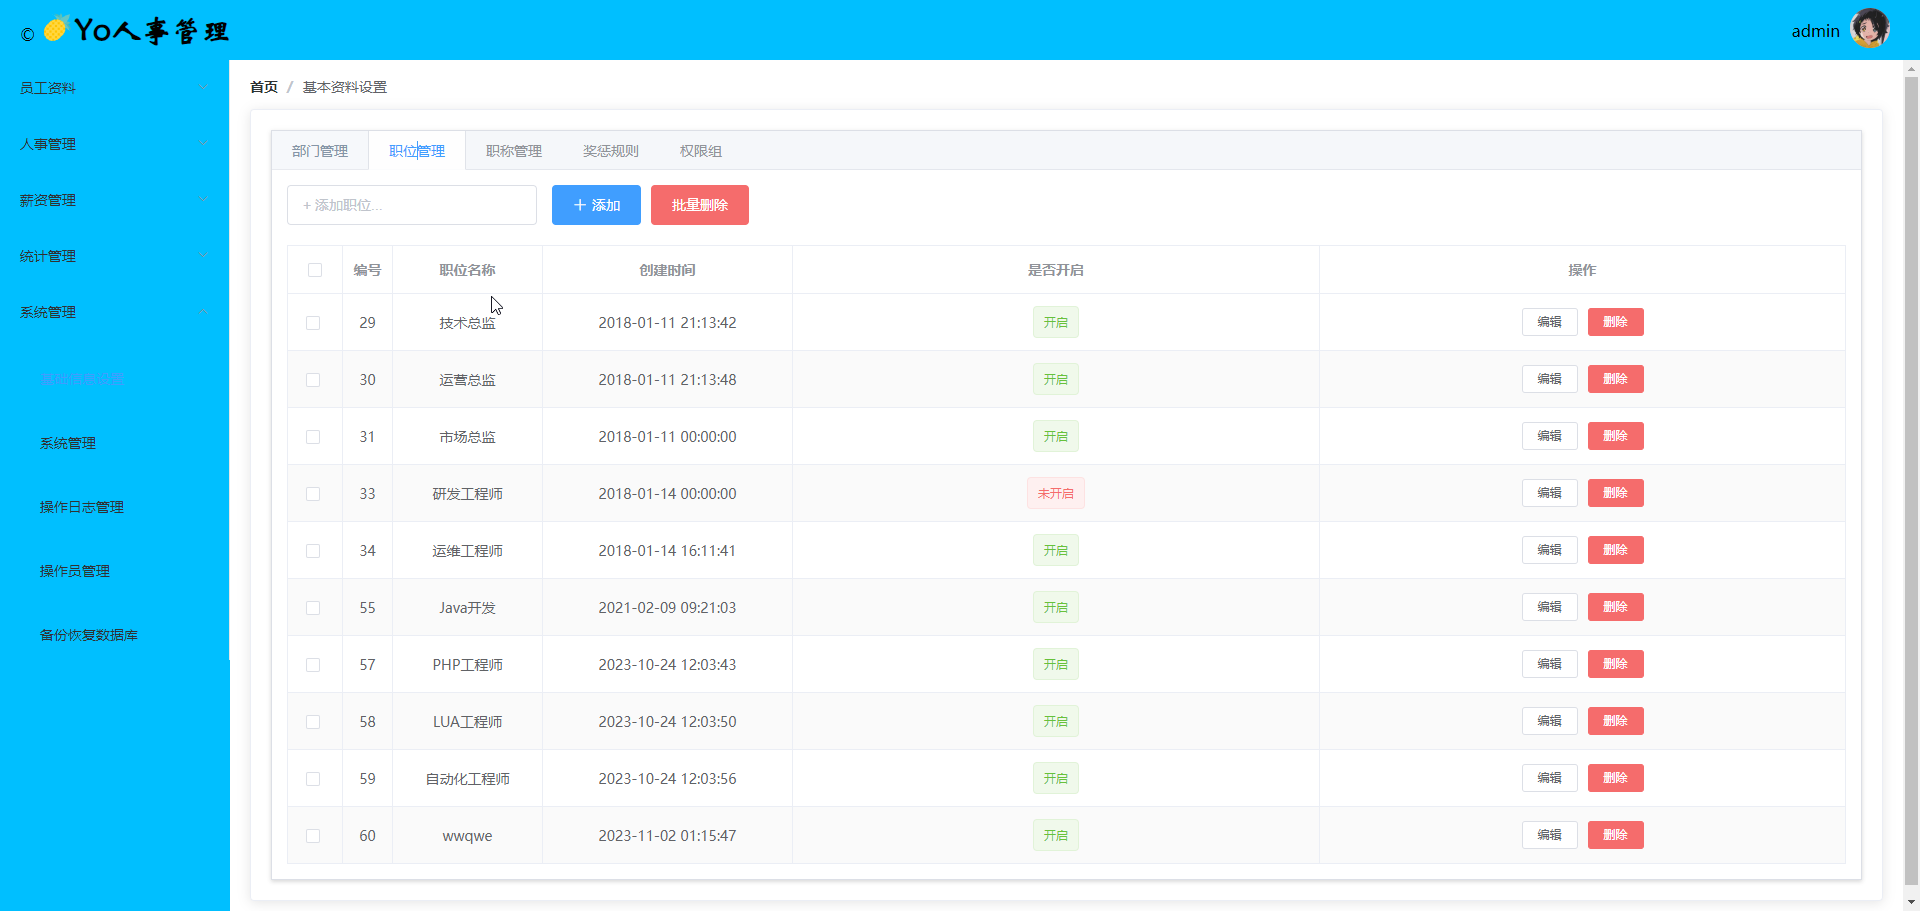 © Yo人事管理
admin
员工资料
人事管理
薪资管理
统计管理
系统管理
系统管理
操作日志管理
操作员管理
备份恢复数据库
首页 / 基本资料设置
部门管理 职位管理 职称管理 奖惩规则 权限组
+ 添加职位... + 添加 批量删除
编号 职位名称 创建时间 是否开启 操作
29 技术总监 2018-01-11 21:13:42 开启 编辑 删除
30 运营总监 2018-01-11 21:13:48 开启 编辑 删除
31 市场总监 2018-01-11 00:00:00 开启 编辑 删除
33 研发工程师 2018-01-14 00:00:00 未开启 编辑 删除
34 运维工程师 2018-01-14 16:11:41 开启 编辑 删除
55 Java开发 2021-02-09 09:21:03 开启 编辑 删除
57 PHP工程师 2023-10-24 12:03:43 开启 编辑 删除
58 LUA工程师 2023-10-24 12:03:50 开启 编辑 删除
59 自动化工程师 2023-10-24 12:03:56 开启 编辑 删除
60 wwqwe 2023-11-02 01:15:47 开启 编辑 删除